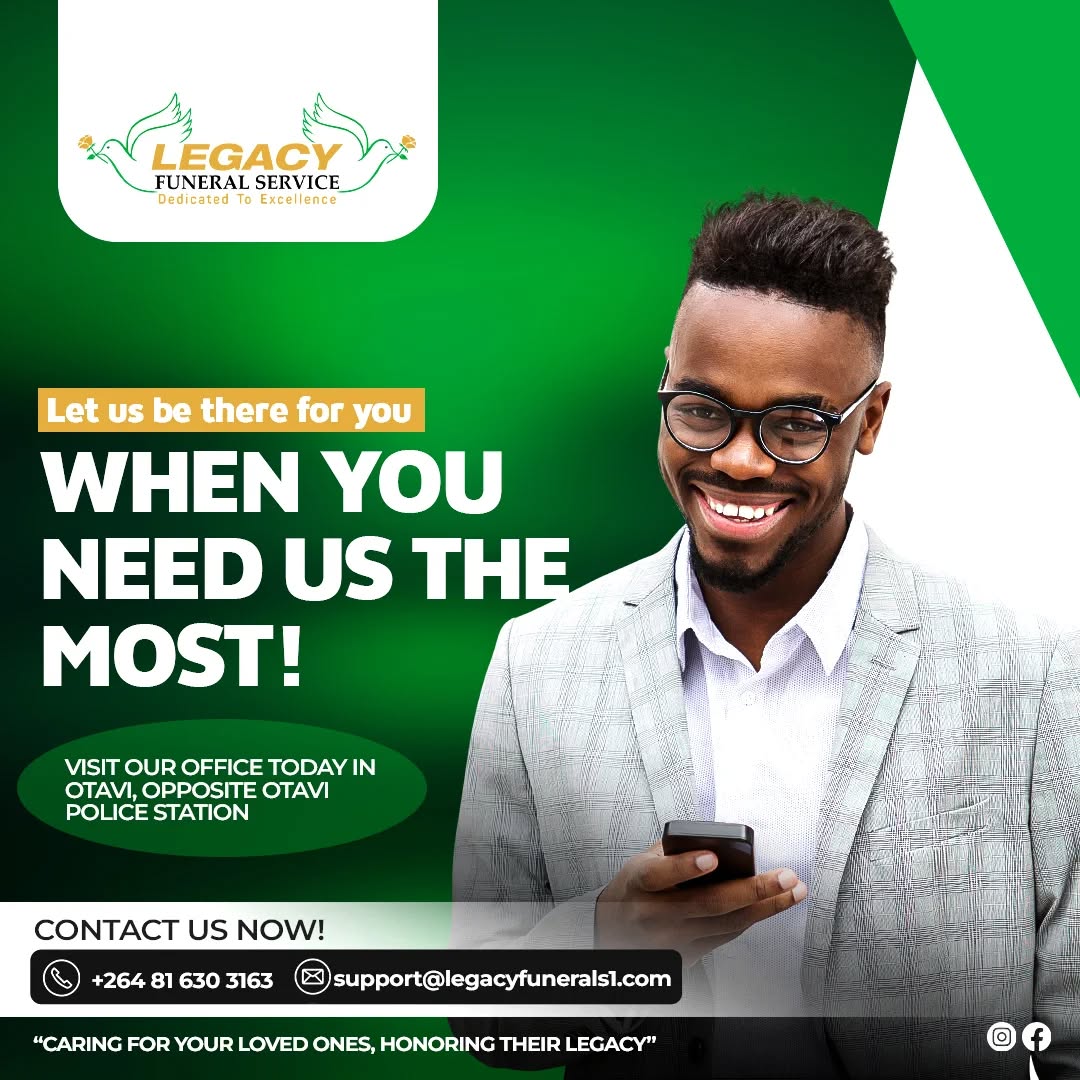 LEGACY
FUNERAL SERVICE
Dedicated To Excellence
Let us be there for you
WHEN YOU
NEED US THE
MOST!
VISIT OUR OFFICE TODAY IN
OTAVI, OPPOSITE OTAVI
POLICE STATION
CONTACT US NOW!
+264 81 630 3163 support@legacyfunerals1.com
“CARING FOR YOUR LOVED ONES, HONORING THEIR LEGACY”